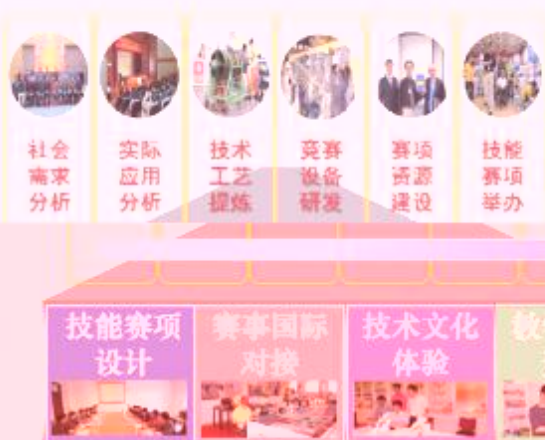 社会
需求
分析
实际
应用
分析
技术
工艺
提炼
竞赛
设备
研发
赛项
资源
建设
技能
赛项
举办
技能赛项
设计
赛事国际
对接
技术文化
体验